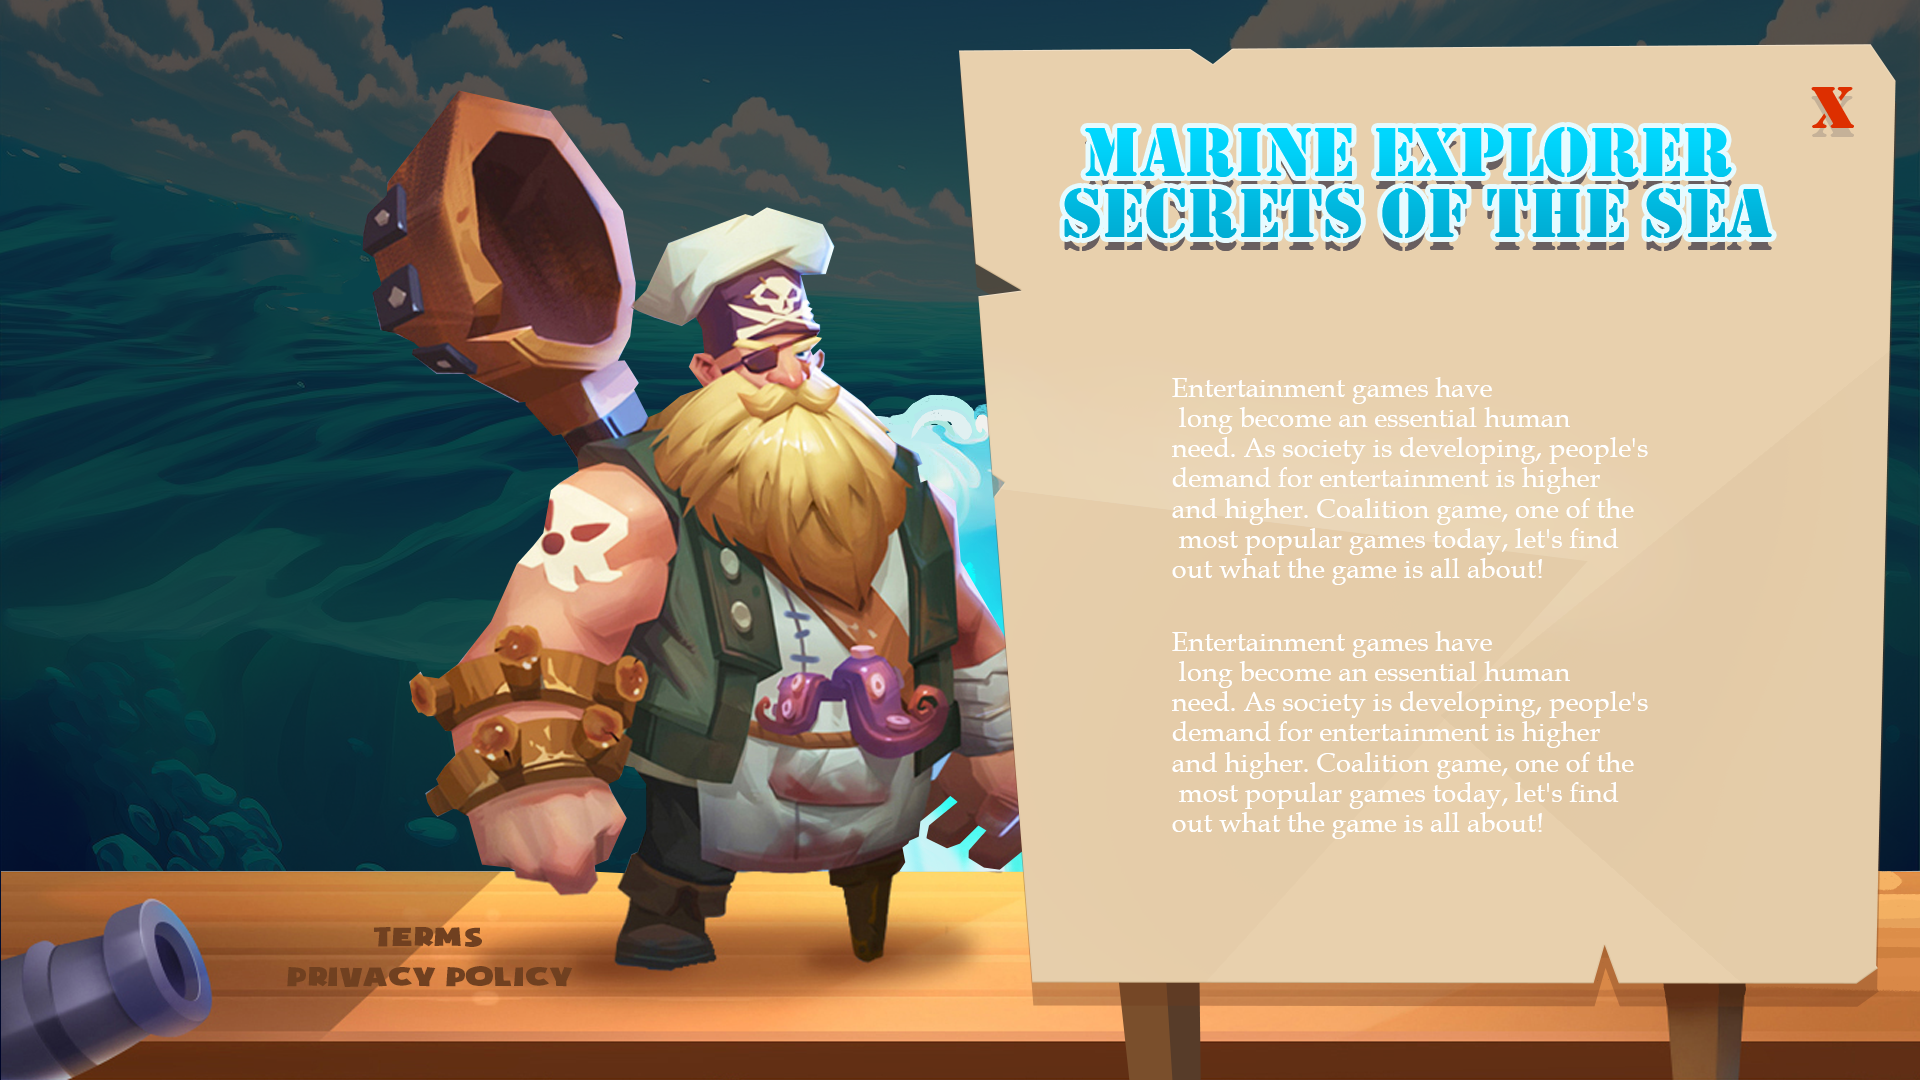 X
MARINE EXPLORER
SECRETS OF THE SEA
Entertainment games have
long become an essential human
need. As society is developing, people's
demand for entertainment is higher
and higher. Coalition game, one of the
most popular games today, let's find
out what the game is all about!
Entertainment games have
long become an essential human
need. As society is developing, people's
demand for entertainment is higher
and higher. Coalition game, one of the
most popular games today, let's find
out what the game is all about!
TERMS
PRIVACY POLICY